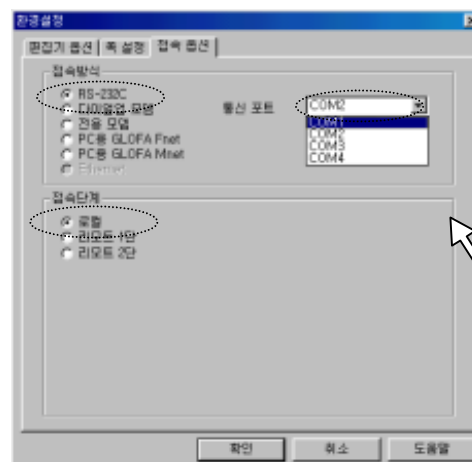 환경설정
편집기 옵션 쪽 설정 접속 옵션
접속방식
RS-232C
다이얼업 모뎀
전용 모뎀
PC용 GLOFA Fnet
PC용 GLOFA Mnet
Ethernet
통신 포트
COM2
COM1
COM2
COM3
COM4
접속단계
로컬
리모트 1단
리모트 2단
확인 취소 도움말